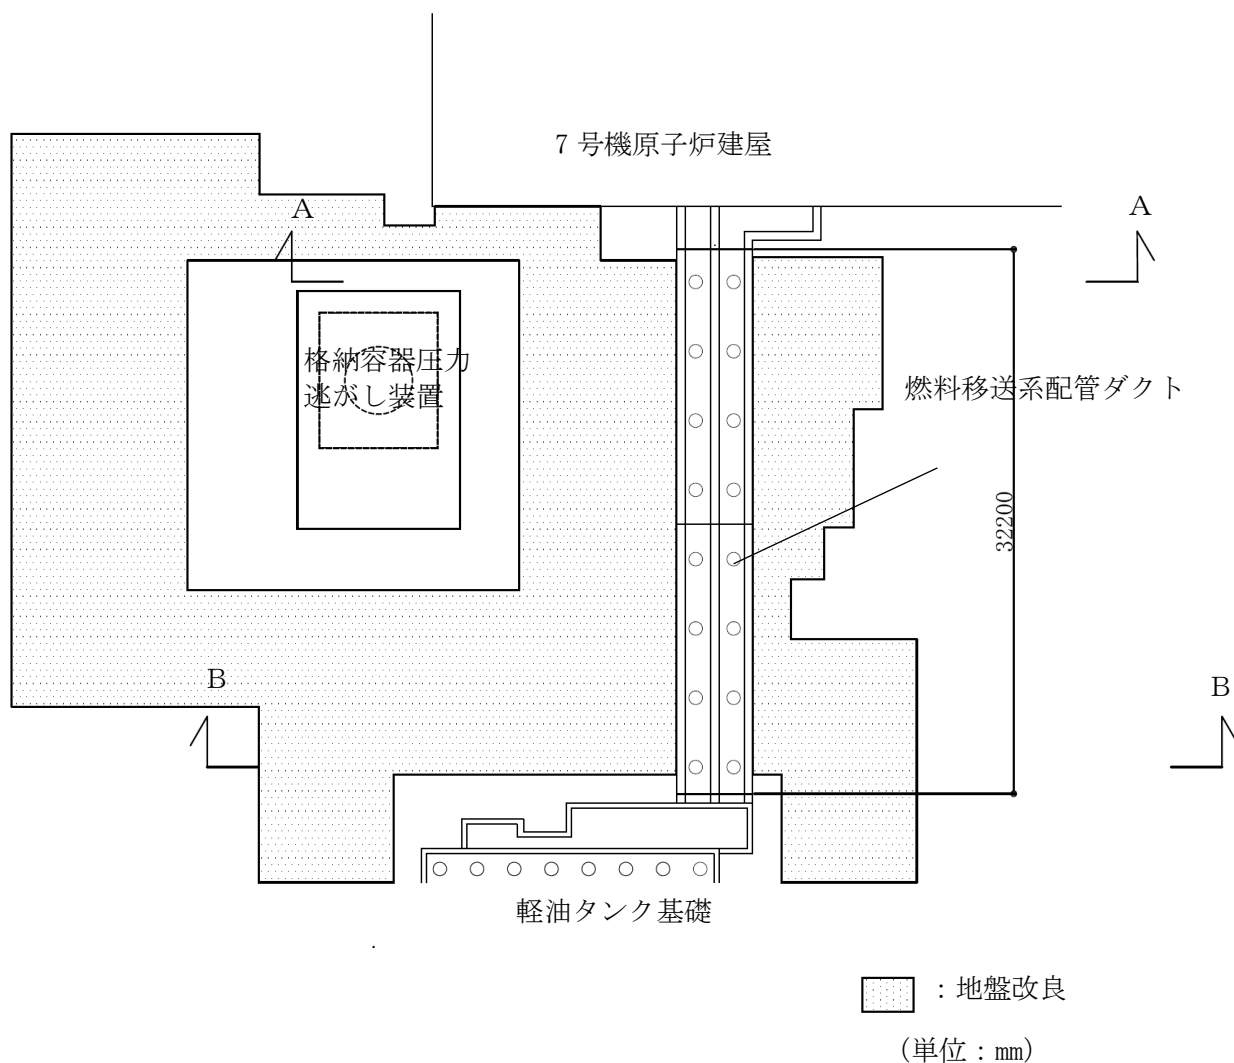 7 号機原子炉建屋
A
A
格納容器圧力
逃がし装置
燃料移送系配管ダクト
32200
B
B
軽油タンク基礎
：地盤改良
（単位：㎜）